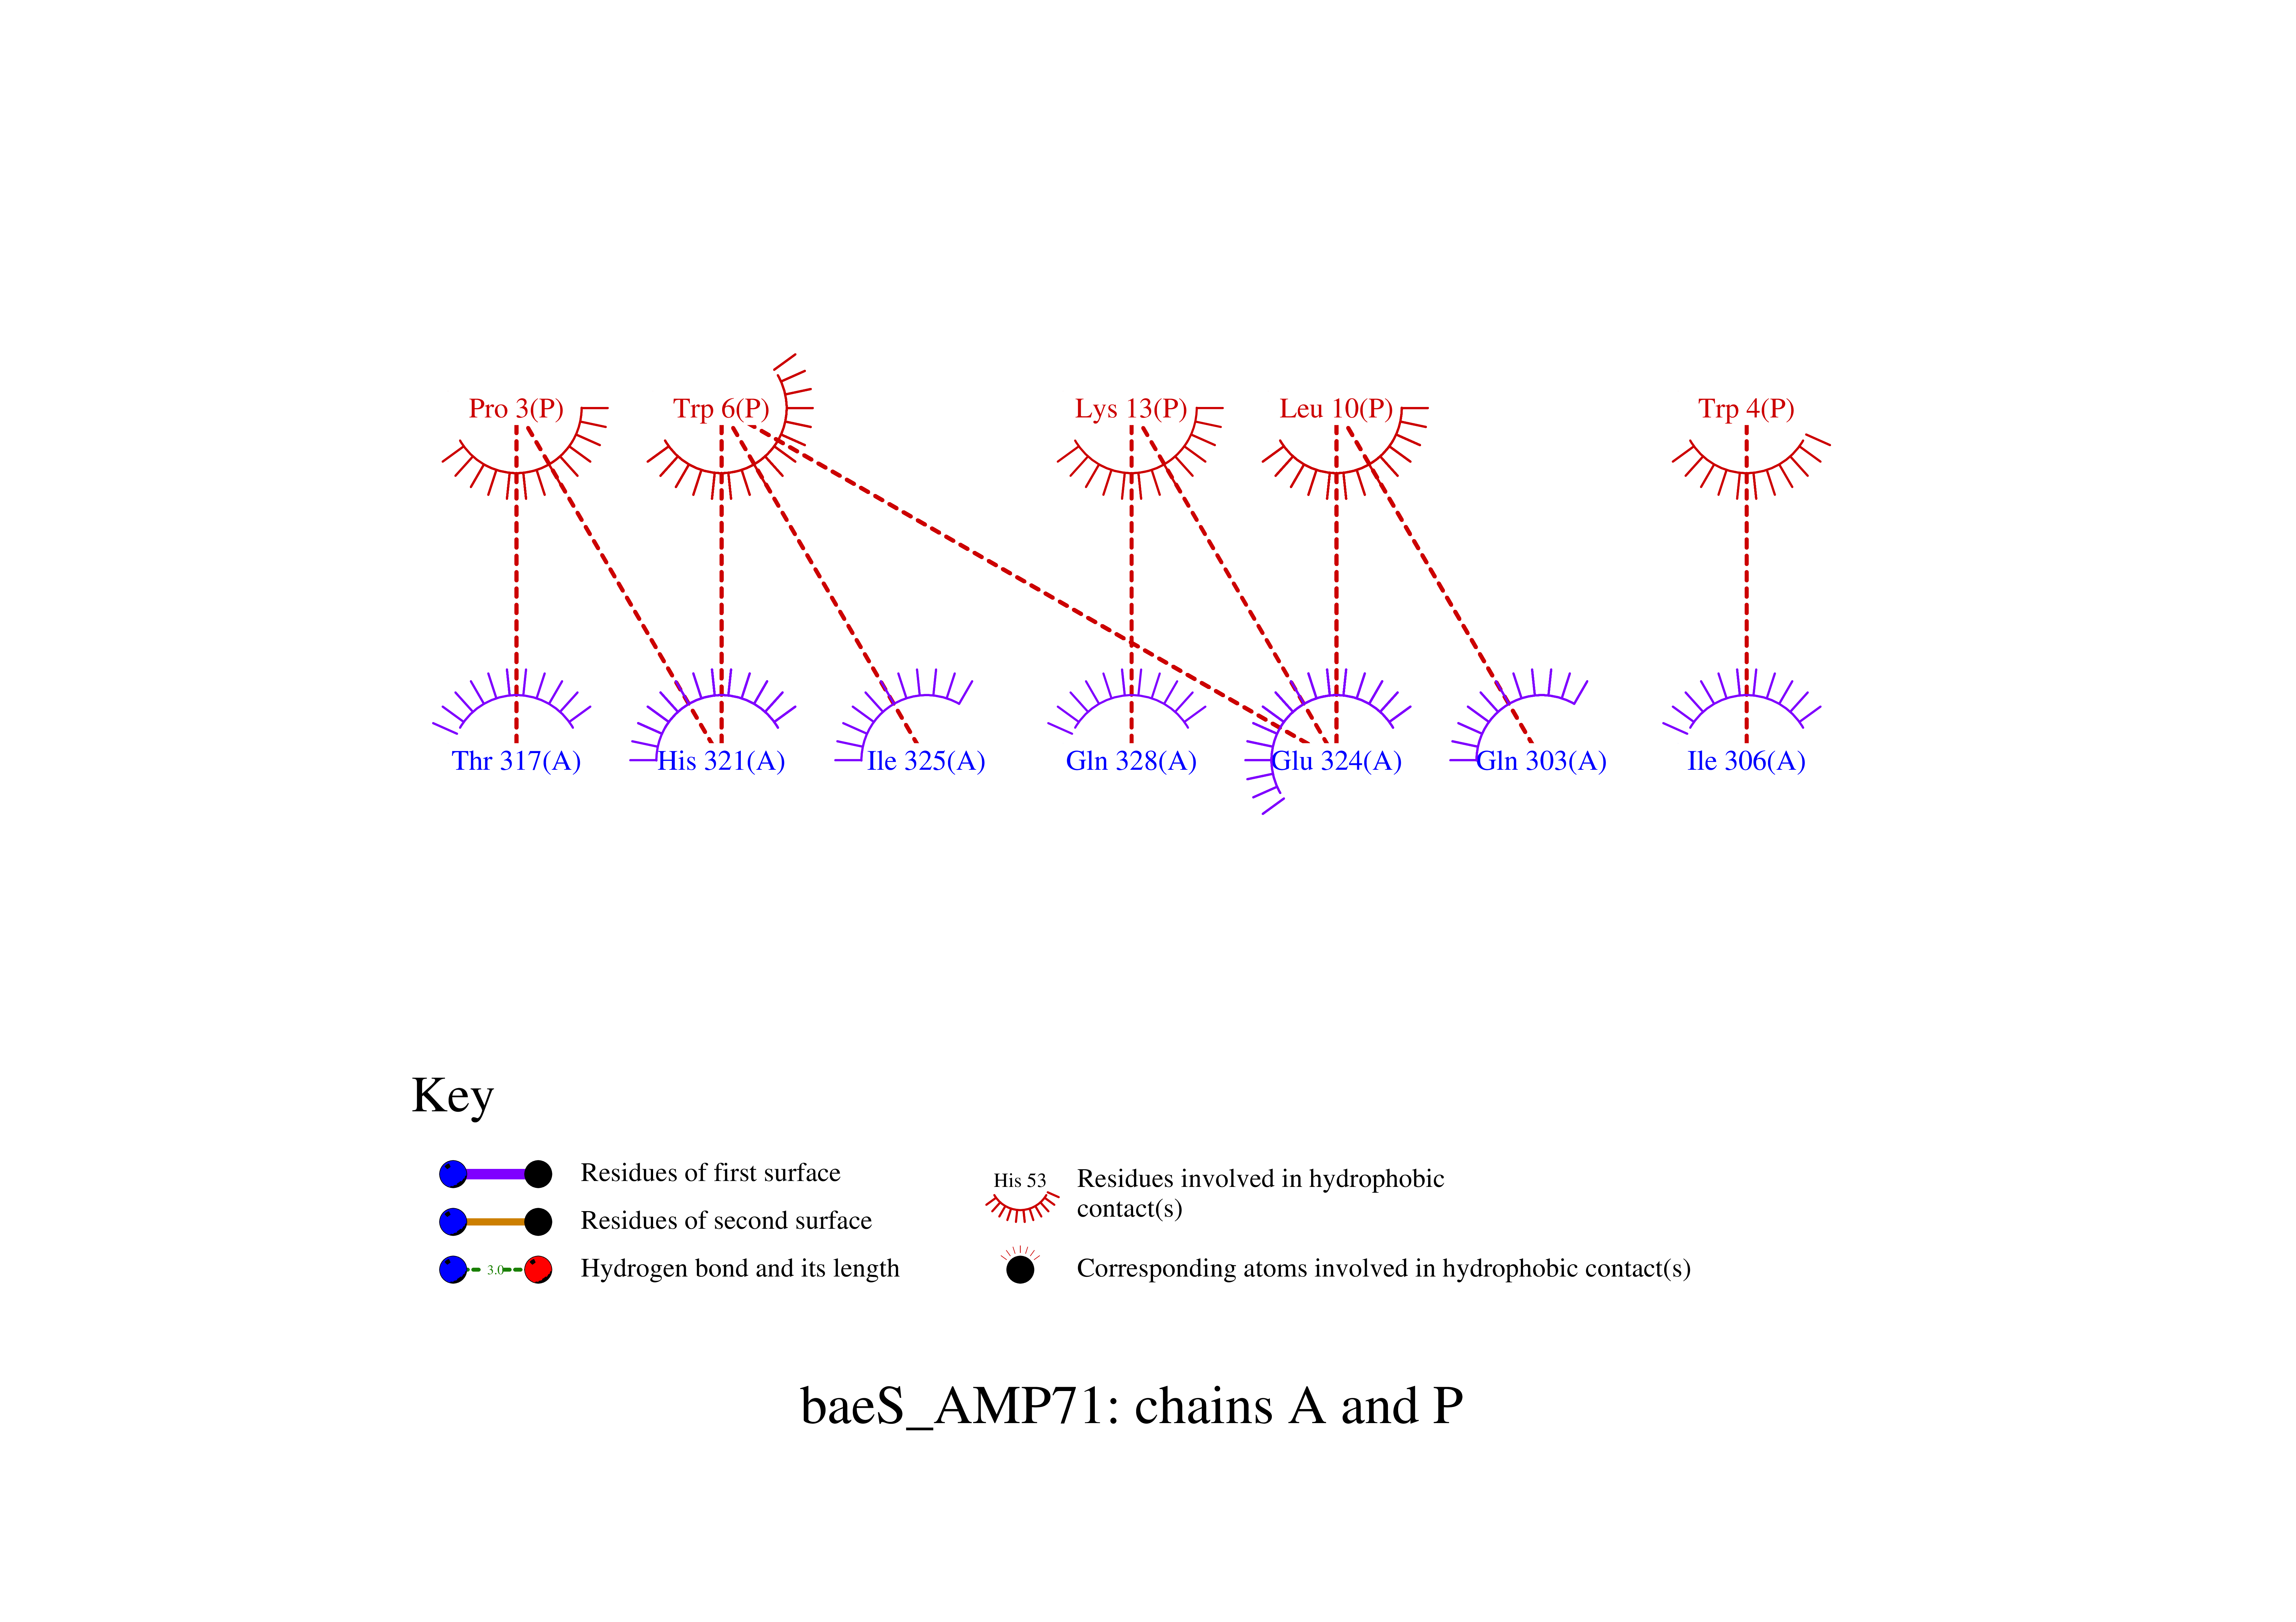 Pro 3(P) Trp 6(P) Lys 13(P) Leu 10(P) Trp 4(P)
Thr 317(A) His 321(A) Ile 325(A) Gln 328(A) Glu 324(A) Gln 303(A) Ile 306(A)
Key
Residues of first surface
Residues of second surface
3.0 Hydrogen bond and its length
His 53 Residues involved in hydrophobic
contact(s)
Corresponding atoms involved in hydrophobic contact(s)
baeS_AMP71: chains A and P